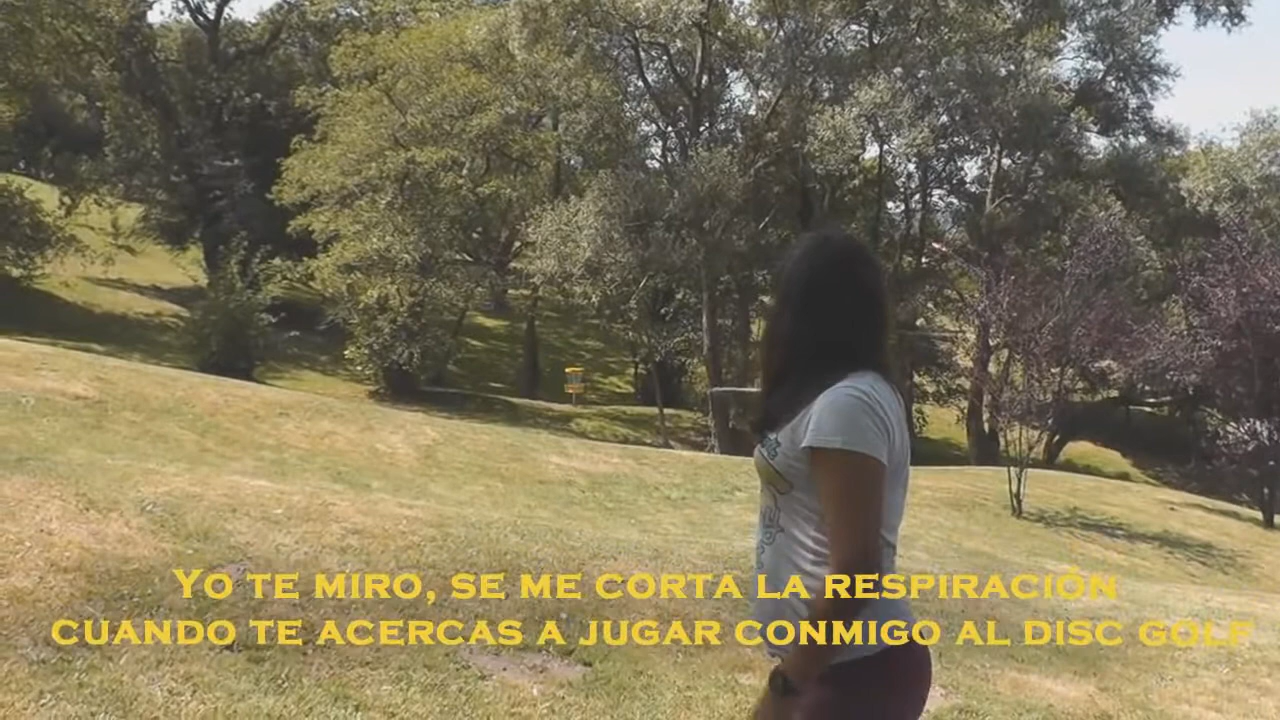 Yo te miro, se me corta la respiración
cuando te acercas a jugar conmigo al disc golf